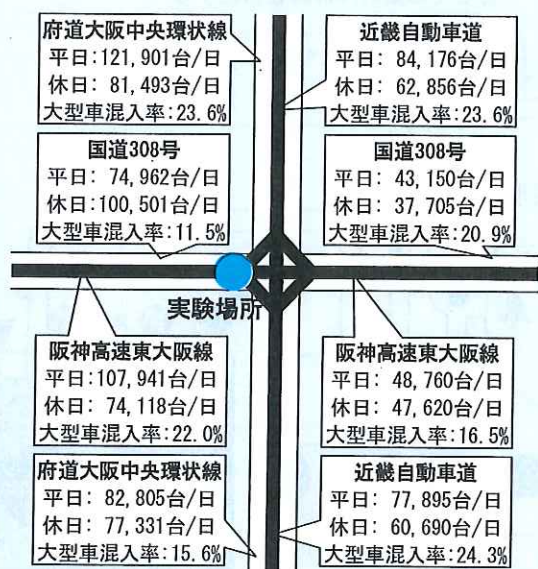 府道大阪中央環状線
平日:121,901台/日
休日: 81,493台/日
大型車混入率:23.6%
近畿自動車道
平日: 84,176台/日
休日: 62,856台/日
大型車混入率:23.6%
国道308号
平日: 74,962台/日
休日:100,501台/日
大型車混入率:11.5%
国道308号
平日: 43,150台/日
休日: 37,705台/日
大型車混入率:20.9%
実験場所
阪神高速東大阪線
平日:107,941台/日
休日: 74,118台/日
大型車混入率:22.0%
阪神高速東大阪線
平日: 48,760台/日
休日: 47,620台/日
大型車混入率:16.5%
府道大阪中央環状線
平日: 82,805台/日
休日: 77,331台/日
大型車混入率:15.6%
近畿自動車道
平日: 77,895台/日
休日: 60,690台/日
大型車混入率:24.3%